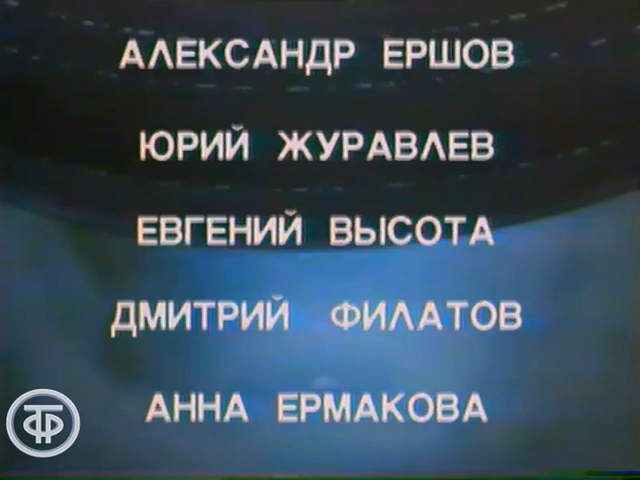 АЛЕКСАНДР ЕРШОВ
ЮРИЙ ЖУРАВЛЕВ
ЕВГЕНИЙ ВЫСОТА
ДМИТРИЙ ФИЛАТОВ
АННА ЕРМАКОВА